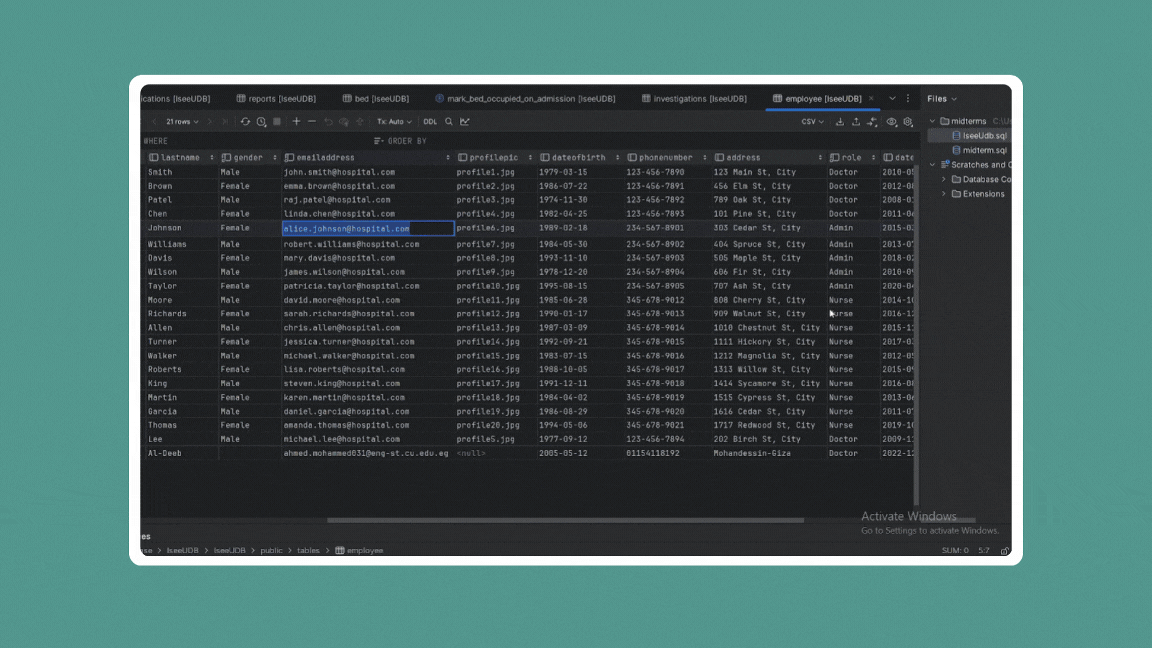 ications [IseeUDB] reports [IseeUDB] bed [IseeUDB] mark_bed_occupied_on_admission [IseeUDB] investigations [IseeUDB] employee [IseeUDB] × Files
21 rows Tx: Auto DDL CSV midterms
WHERE ORDER BY IseeUdb.sql
midterm.sql
lastname gender emailaddress profilepic dateofbirth phonenumber address role date
Scratches and C
Smith Male john.smith@hospital.com profile1.jpg 1979-03-15 123-456-7890 123 Main St, City Doctor 2010-0
Database Co
Brown Female emma.brown@hospital.com profile2.jpg 1986-07-22 123-456-7891 456 Elm St, City Doctor 2012-0
Extensions
Patel Male raj.patel@hospital.com profile3.jpg 1974-11-30 123-456-7892 789 Oak St, City Doctor 2008-0
Chen Female linda.chen@hospital.com profile4.jpg 1982-04-25 123-456-7893 101 Pine St, City Doctor 2011-0
Johnson Female alice.johnson@hospital.com profile6.jpg 1989-02-18 234-567-8901 303 Cedar St, City Admin 2015-0
Williams Male robert.williams@hospital.com profile7.jpg 1984-05-30 234-567-8902 404 Spruce St, City Admin 2013-0
Davis Female mary.davis@hospital.com profile8.jpg 1993-11-10 234-567-8903 505 Maple St, City Admin 2018-0
Wilson Male james.wilson@hospital.com profile9.jpg 1978-12-20 234-567-8904 606 Fir St, City Admin 2010-0
Taylor Female patricia.taylor@hospital.com profile10.jpg 1995-08-15 234-567-8905 707 Ash St, City Admin 2020-0
Moore Male david.moore@hospital.com profile11.jpg 1985-06-28 345-678-9012 808 Cherry St, City Nurse 2014-1
Richards Female sarah.richards@hospital.com profile12.jpg 1990-01-17 345-678-9013 909 Walnut St, City Nurse 2016-1
Allen Male chris.allen@hospital.com profile13.jpg 1987-03-09 345-678-9014 1010 Chestnut St, City Nurse 2015-1
Turner Female jessica.turner@hospital.com profile14.jpg 1992-09-21 345-678-9015 1111 Hickory St, City Nurse 2017-0
Walker Male michael.walker@hospital.com profile15.jpg 1983-07-15 345-678-9016 1212 Magnolia St, City Nurse 2012-0
Roberts Female lisa.roberts@hospital.com profile16.jpg 1988-10-05 345-678-9017 1313 Willow St, City Nurse 2015-0
King Male steven.king@hospital.com profile17.jpg 1991-12-11 345-678-9018 1414 Sycamore St, City Nurse 2016-0
Martin Female karen.martin@hospital.com profile18.jpg 1984-04-02 345-678-9019 1515 Cypress St, City Nurse 2013-0
Garcia Male daniel.garcia@hospital.com profile19.jpg 1986-08-29 345-678-9020 1616 Cedar St, City Nurse 2011-0
Thomas Female amanda.thomas@hospital.com profile20.jpg 1994-05-06 345-678-9021 1717 Redwood St, City Nurse 2019-1
Lee Male michael.lee@hospital.com profile5.jpg 1977-09-12 123-456-7894 202 Birch St, City Doctor 2009-1
Al-Deeb ahmed.mohammed031@eng-st.cu.edu.eg <null> 2005-05-12 01154118192 Mohandessin-Giza Doctor 2022-1
Activate Windows
Go to Settings to activate Windows.
es
se > IseeUDB > IseeUDB > public > tables > employee SUM: 0 5:7